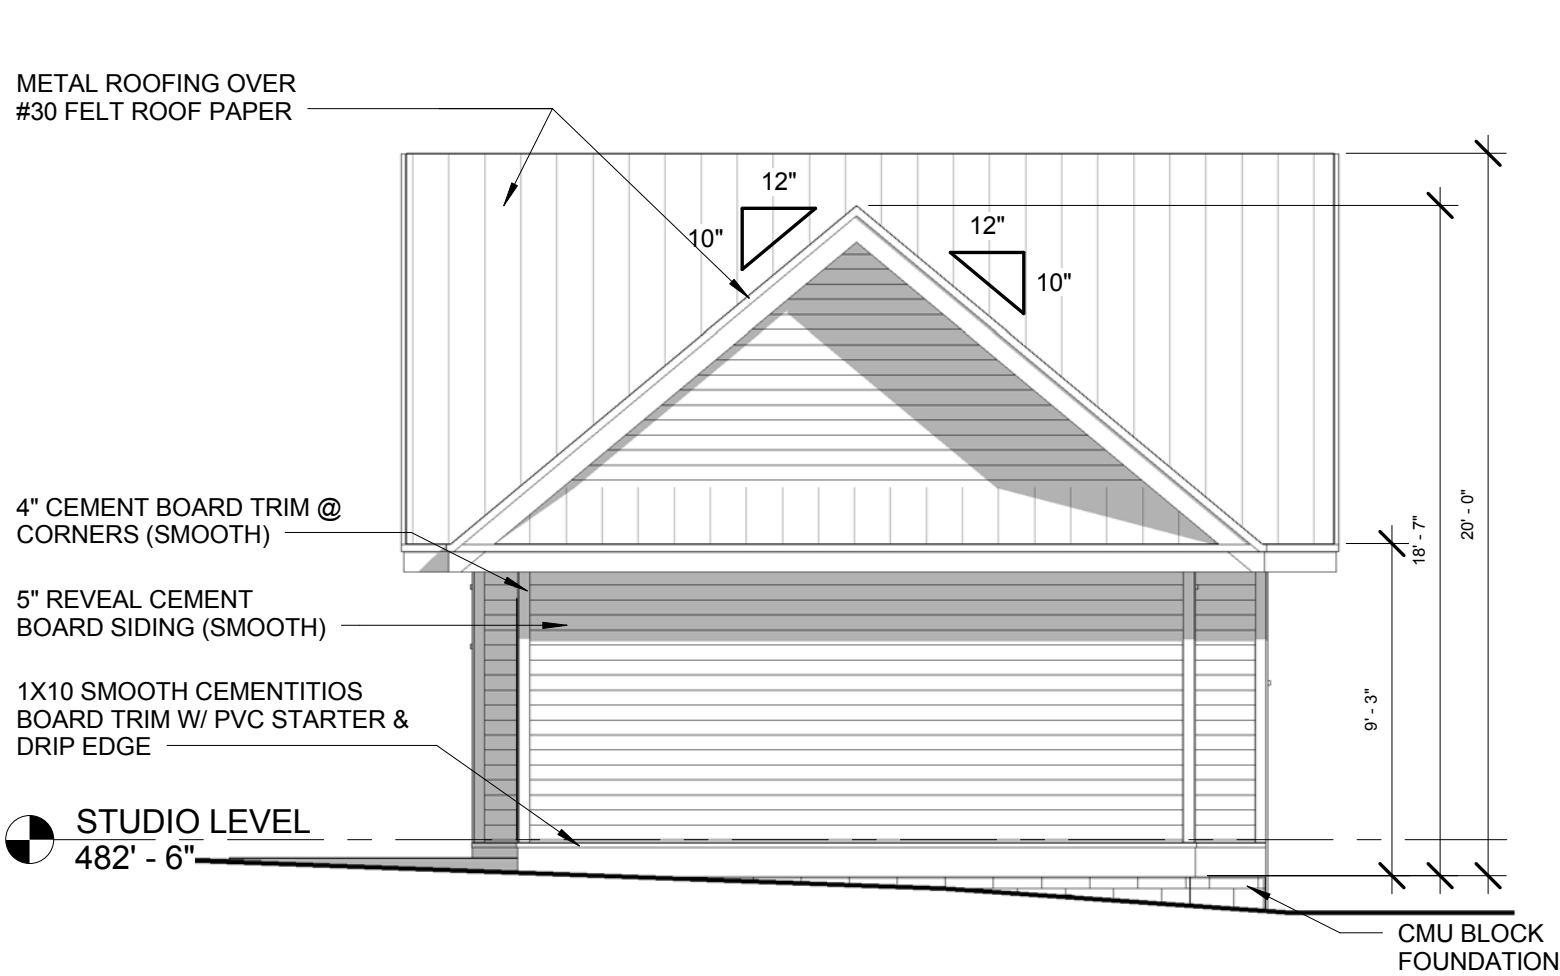 METAL ROOFING OVER
#30 FELT ROOF PAPER
12"
10"
12"
10"
4" CEMENT BOARD TRIM @
CORNERS (SMOOTH)
5" REVEAL CEMENT
BOARD SIDING (SMOOTH)
1X10 SMOOTH CEMENTITIOS
BOARD TRIM W/ PVC STARTER &
DRIP EDGE
STUDIO LEVEL
482' - 6"
9' - 3"
18' - 7"
20' - 0"
CMU BLOCK
FOUNDATION